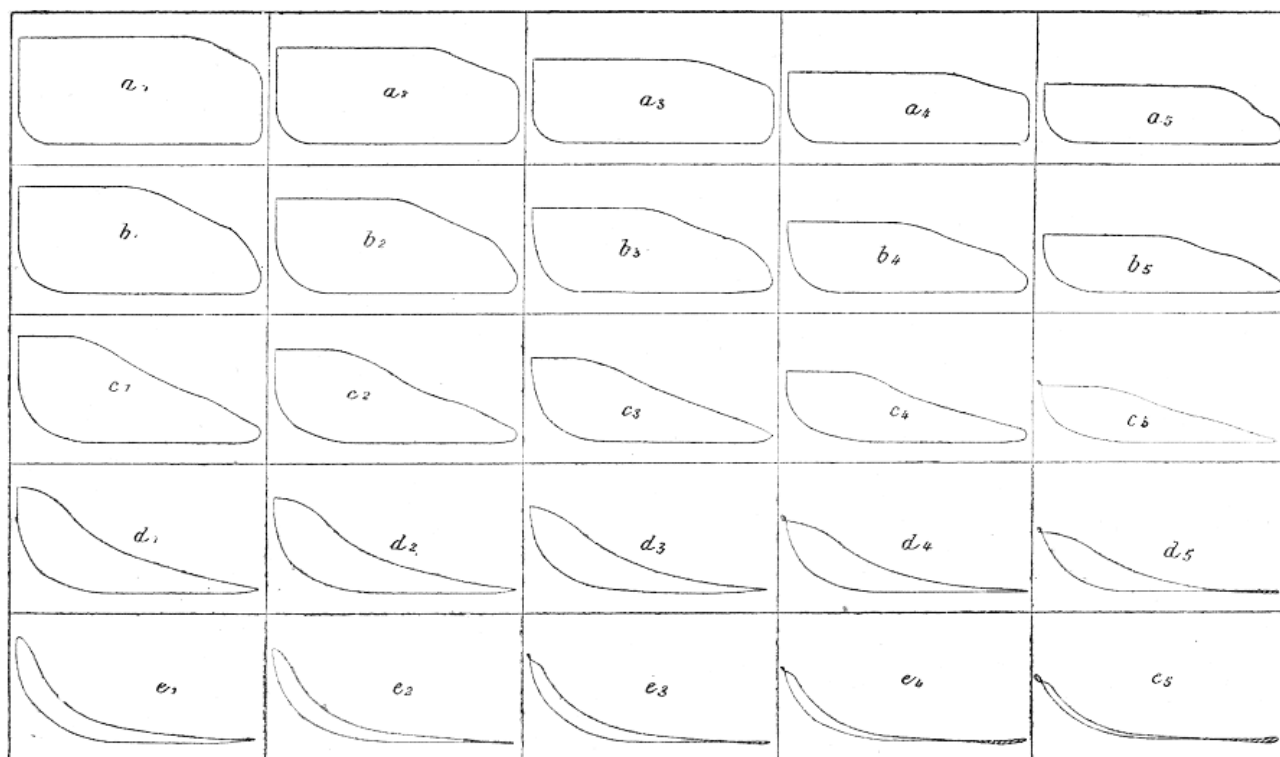 a1 a2 a3 a4 a5
b1 b2 b3 b4 b5
c1 c2 c3 c4 c5
d1 d2 d3 d4 d5
e1 e2 e3 e4 e5